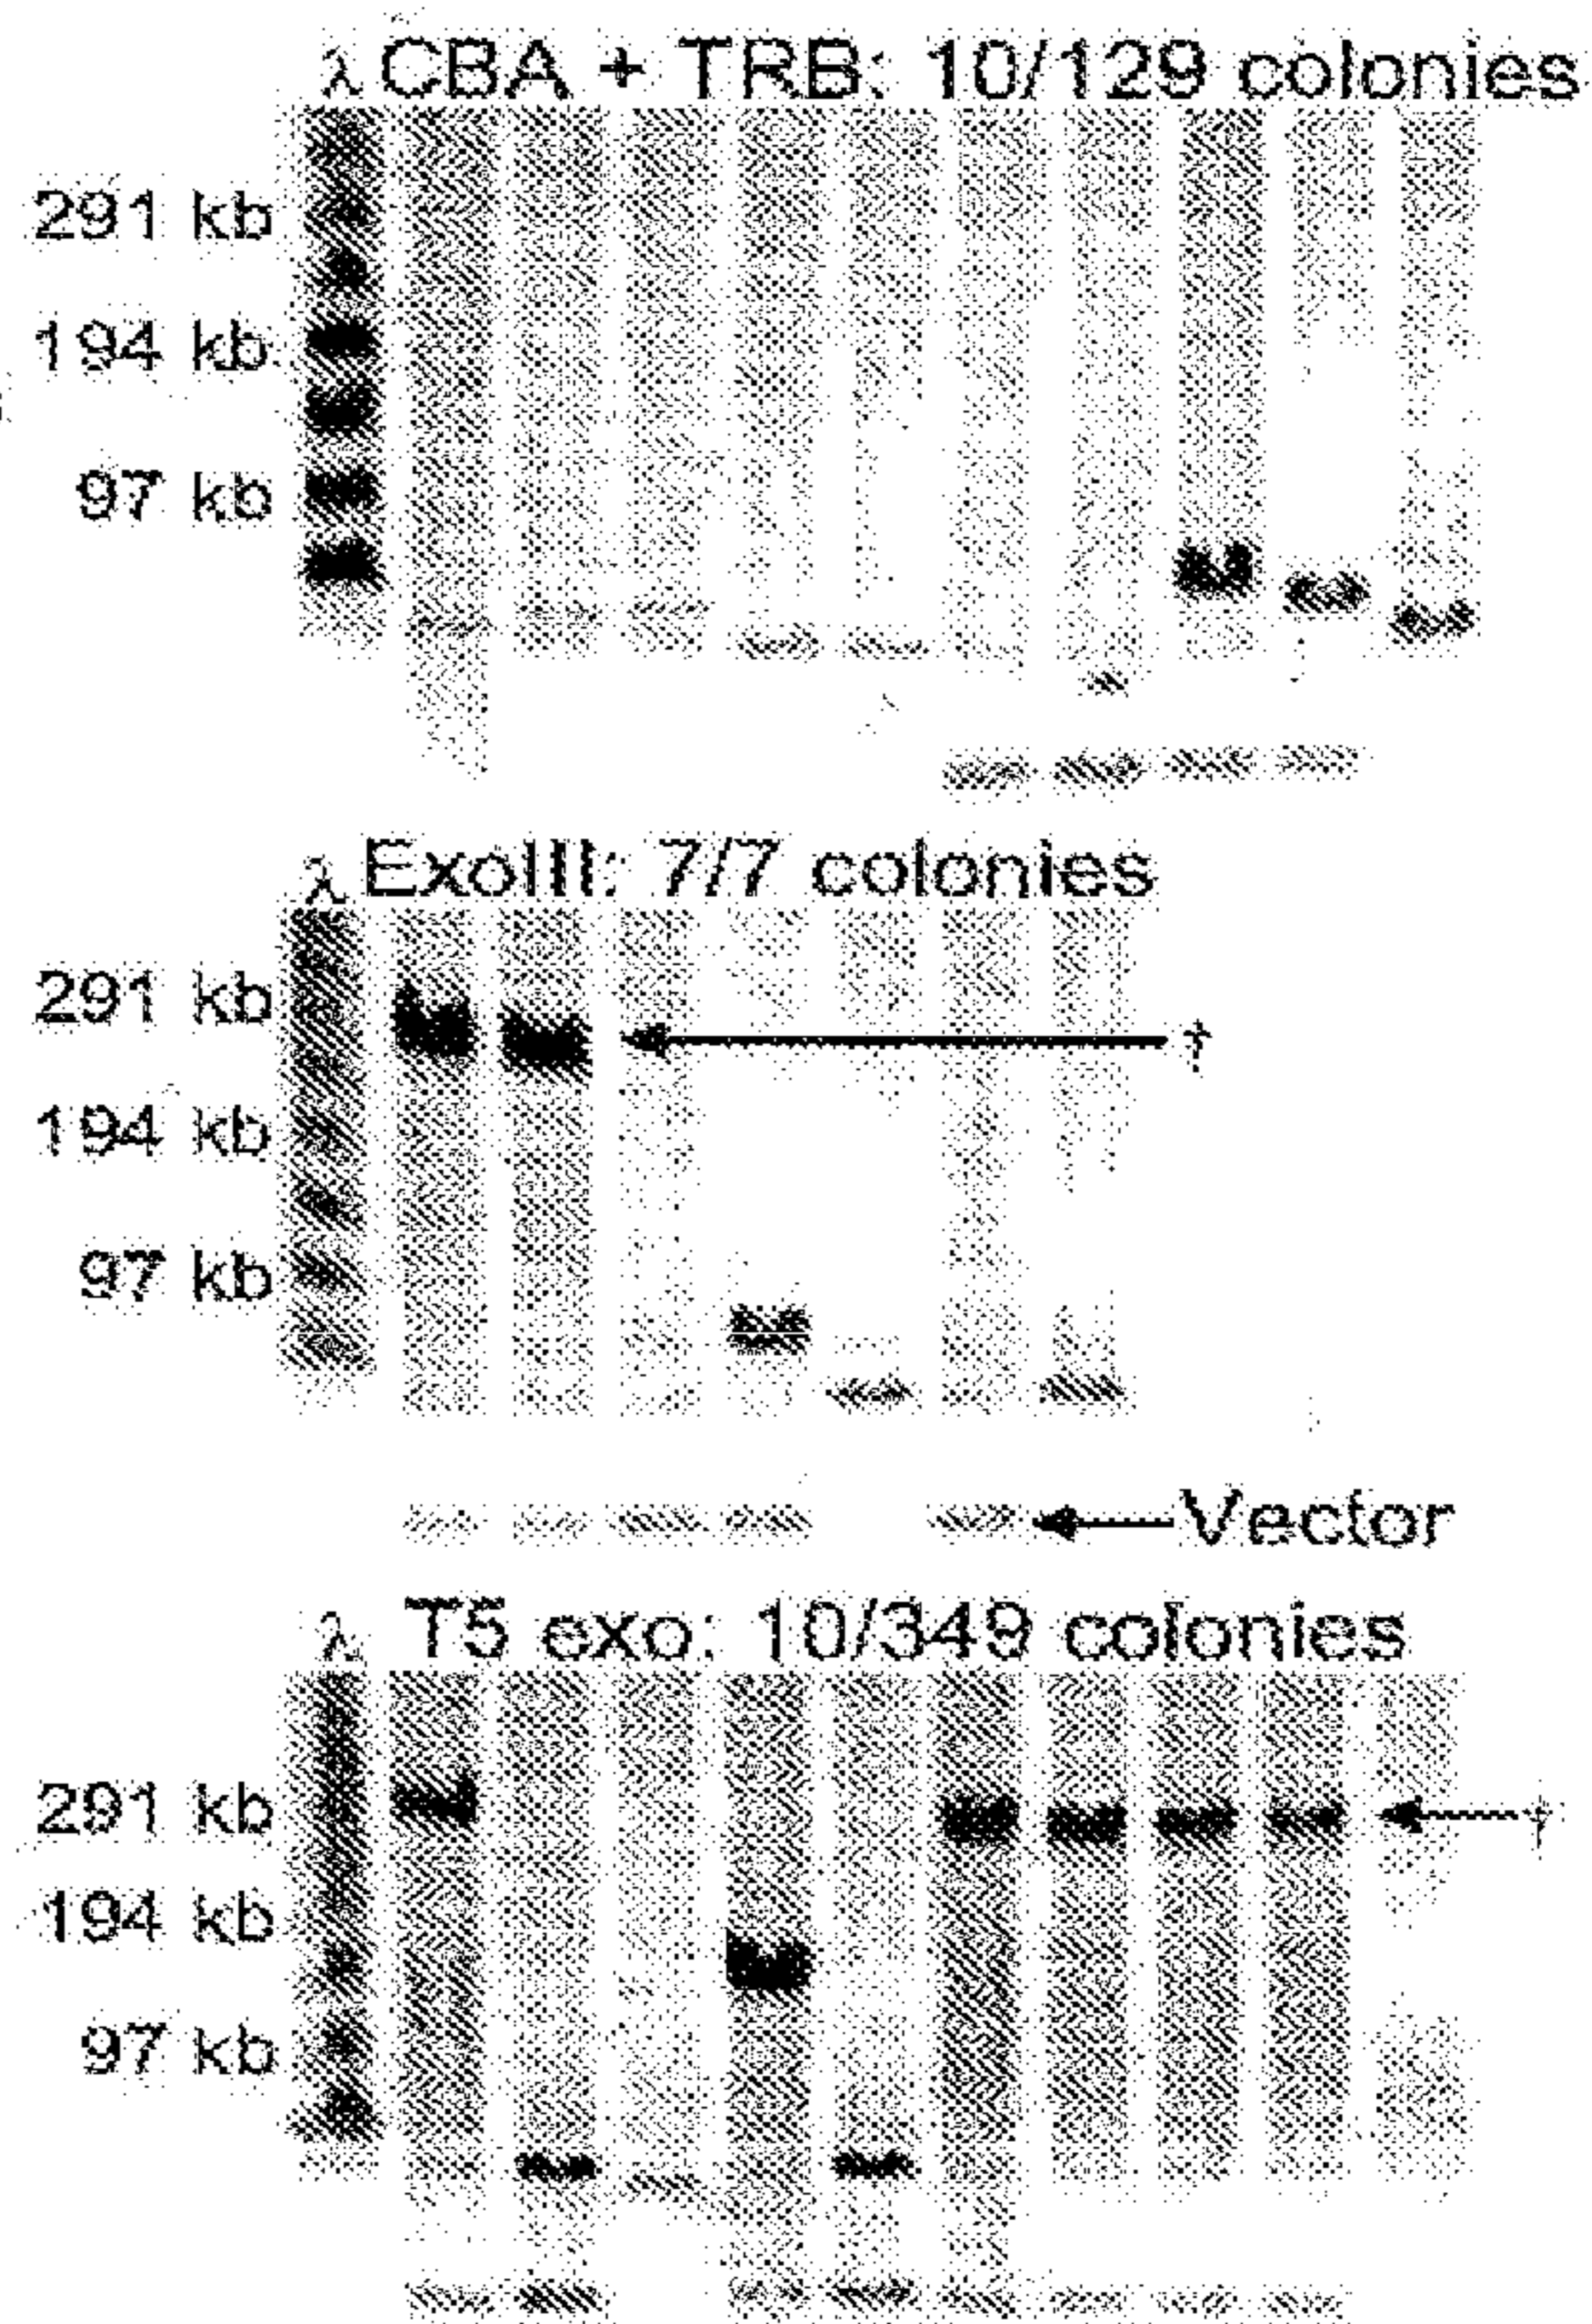 λ CBA + TRB: 10/129 colonies
291 kb
194 kb
97 kb
λ ExoIII: 7/7 colonies
291 kb
†
194 kb
97 kb
Vector
λ T5 exo: 10/349 colonies
291 kb
†
194 kb
97 kb